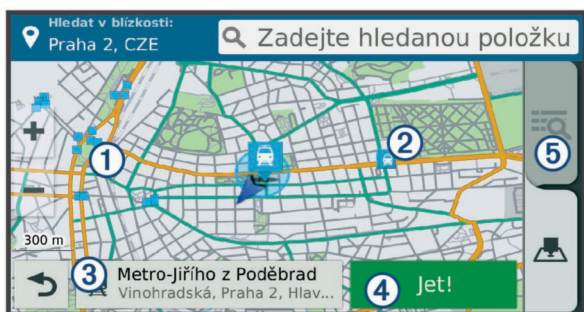 Hledat v blízkosti:
Praha 2, CZE
Zadejte hledanou položku
+
1
2
5
−
300 m
3
Metro-Jiřího z Poděbrad
Vinohradská, Praha 2, Hlav...
4
Jet!